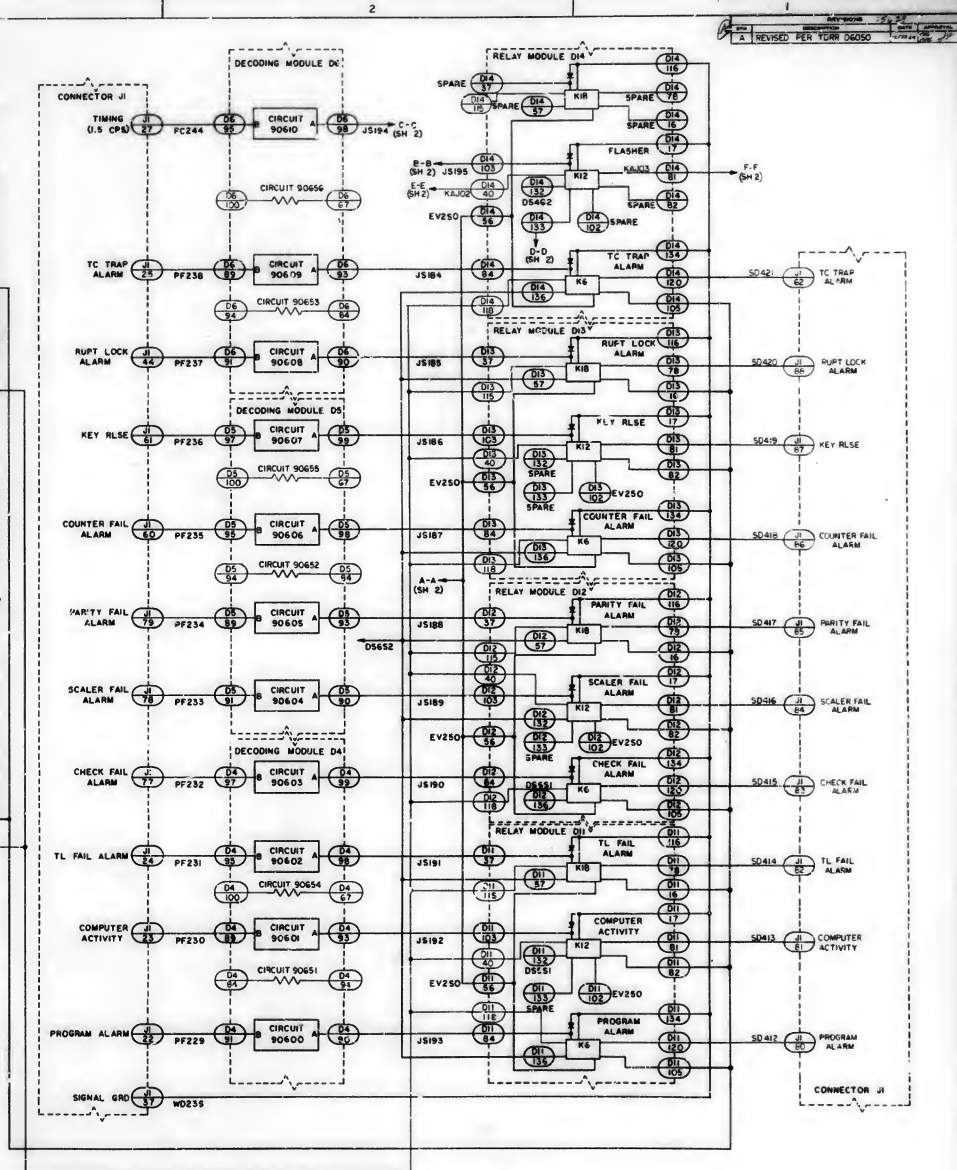 2
1
REVISIONS
SYM DESCRIPTION DATE APPROVAL
A REVISED PER TDRR 06050
CONNECTOR J1
DECODING MODULE D6
RELAY MODULE D14
TIMING (1.5 CPS) J1 27 FC244 D6 95 B CIRCUIT 90610 A D6 98 JS194 C-C (SH 2)
D6 100 CIRCUIT 90656 D6 67
TC TRAP ALARM J1 25 PF238 D6 89 B CIRCUIT 90609 A D6 93 JS184
D6 94 CIRCUIT 90653 D6 84
RUPT LOCK ALARM J1 44 PF237 D6 91 B CIRCUIT 90608 A D6 90 JS185
DECODING MODULE D5
KEY RLSE J1 61 PF236 D5 97 B CIRCUIT 90607 A D5 99 JS186
D5 100 CIRCUIT 90655 D5 67
COUNTER FAIL ALARM J1 60 PF235 D5 95 B CIRCUIT 90606 A D5 98 JS187
D5 94 CIRCUIT 90652 D5 84
PARITY FAIL ALARM J1 79 PF234 D5 89 B CIRCUIT 90605 A D5 93 JS188
SCALER FAIL ALARM J1 78 PF233 D5 91 B CIRCUIT 90604 A D5 90 JS189
DECODING MODULE D4
CHECK FAIL ALARM J1 77 PF232 D4 97 B CIRCUIT 90603 A D4 99 JS190
TL FAIL ALARM J1 24 PF231 D4 95 B CIRCUIT 90602 A D4 98 JS191
D4 100 CIRCUIT 90654 D4 67
COMPUTER ACTIVITY J1 23 PF230 D4 89 B CIRCUIT 90601 A D4 93 JS192
D4 84 CIRCUIT 90651 D4 94
PROGRAM ALARM J1 22 PF229 D4 91 B CIRCUIT 90600 A D4 90 JS193
SIGNAL GRD J1 37 WD235
SPARE D14 37 D14 116
D14 115 SPARE D14 57 K18 SPARE D14 78
SPARE D14 16
FLASHER D14 17
B-B (SH 2) JS195 D14 103
E-E (SH 2) KAJ02 D14 40 D14 132 DS462 K12 KAJ03 D14 81 F-F (SH 2)
SPARE D14 82
EV250 D14 56 D14 133 D14 102 SPARE
D-D (SH 2)
TC TRAP ALARM D14 134
D14 84 D14 136 K6 D14 120 SD421 J1 62 TC TRAP ALARM
D14 118 D14 105
RELAY MODULE D13
RUPT LOCK ALARM D13 116
D13 37 D13 57 K18 D13 78 SD420 J1 88 RUPT LOCK ALARM
D13 115 D13 16
KEY RLSE D13 17
D13 103 K12 D13 81 SD419 J1 87 KEY RLSE
D13 40 D13 132 SPARE D13 82
EV250 D13 56 D13 133 SPARE D13 102 EV250
COUNTER FAIL ALARM D13 134
D13 84 D13 136 K6 D13 120 SD418 J1 86 COUNTER FAIL ALARM
D13 118 D13 105
A-A (SH 2)
RELAY MODULE D12
PARITY FAIL ALARM D12 116
D12 37 D12 57 K18 D12 79 SD417 J1 85 PARITY FAIL ALARM
DS652 D12 115 D12 16
D12 40 SCALER FAIL ALARM D12 17
D12 103 D12 132 K12 D12 81 SD416 J1 84 SCALER FAIL ALARM
D12 82
EV250 D12 56 D12 133 SPARE D12 102 EV250
CHECK FAIL ALARM D12 134
D12 84 DS551 D12 136 K6 D12 120 SD415 J1 83 CHECK FAIL ALARM
D12 118 D12 105
RELAY MODULE D11
TL FAIL ALARM D11 116
D11 37 D11 57 K18 D11 78 SD414 J1 82 TL FAIL ALARM
D11 115 D11 16
D11 17
COMPUTER ACTIVITY
D11 103 D11 132 DS551 K12 D11 81 SD413 J1 81 COMPUTER ACTIVITY
D11 40 D11 82
EV250 D11 56 D11 133 SPARE D11 102 EV250
D11 118 PROGRAM ALARM D11 134
D11 84 D11 136 K6 D11 120 SD412 J1 80 PROGRAM ALARM
D11 105
CONNECTOR J1